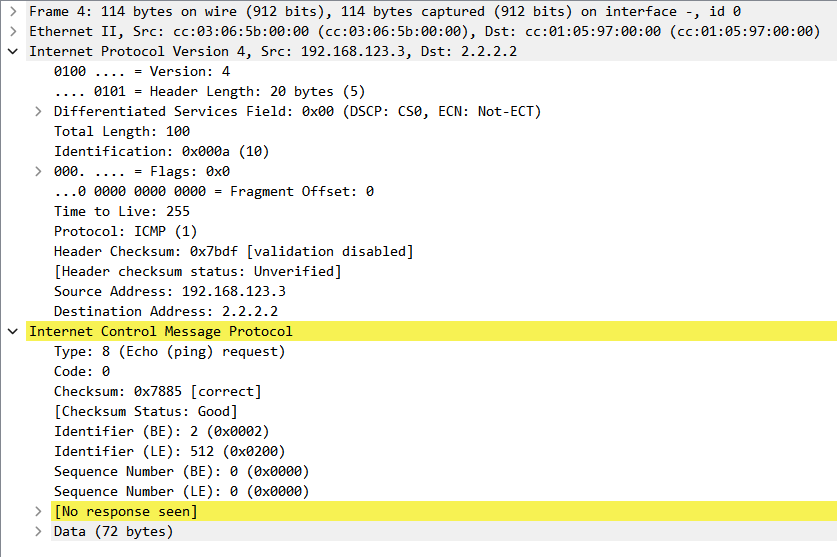 Frame 4: 114 bytes on wire (912 bits), 114 bytes captured (912 bits) on interface -, id 0
Ethernet II, Src: cc:03:06:5b:00:00 (cc:03:06:5b:00:00), Dst: cc:01:05:97:00:00 (cc:01:05:97:00:00)
Internet Protocol Version 4, Src: 192.168.123.3, Dst: 2.2.2.2
0100 .... = Version: 4
.... 0101 = Header Length: 20 bytes (5)
Differentiated Services Field: 0x00 (DSCP: CS0, ECN: Not-ECT)
Total Length: 100
Identification: 0x000a (10)
000. .... = Flags: 0x0
...0 0000 0000 0000 = Fragment Offset: 0
Time to Live: 255
Protocol: ICMP (1)
Header Checksum: 0x7bdf [validation disabled]
[Header checksum status: Unverified]
Source Address: 192.168.123.3
Destination Address: 2.2.2.2
Internet Control Message Protocol
Type: 8 (Echo (ping) request)
Code: 0
Checksum: 0x7885 [correct]
[Checksum Status: Good]
Identifier (BE): 2 (0x0002)
Identifier (LE): 512 (0x0200)
Sequence Number (BE): 0 (0x0000)
Sequence Number (LE): 0 (0x0000)
[No response seen]
Data (72 bytes)